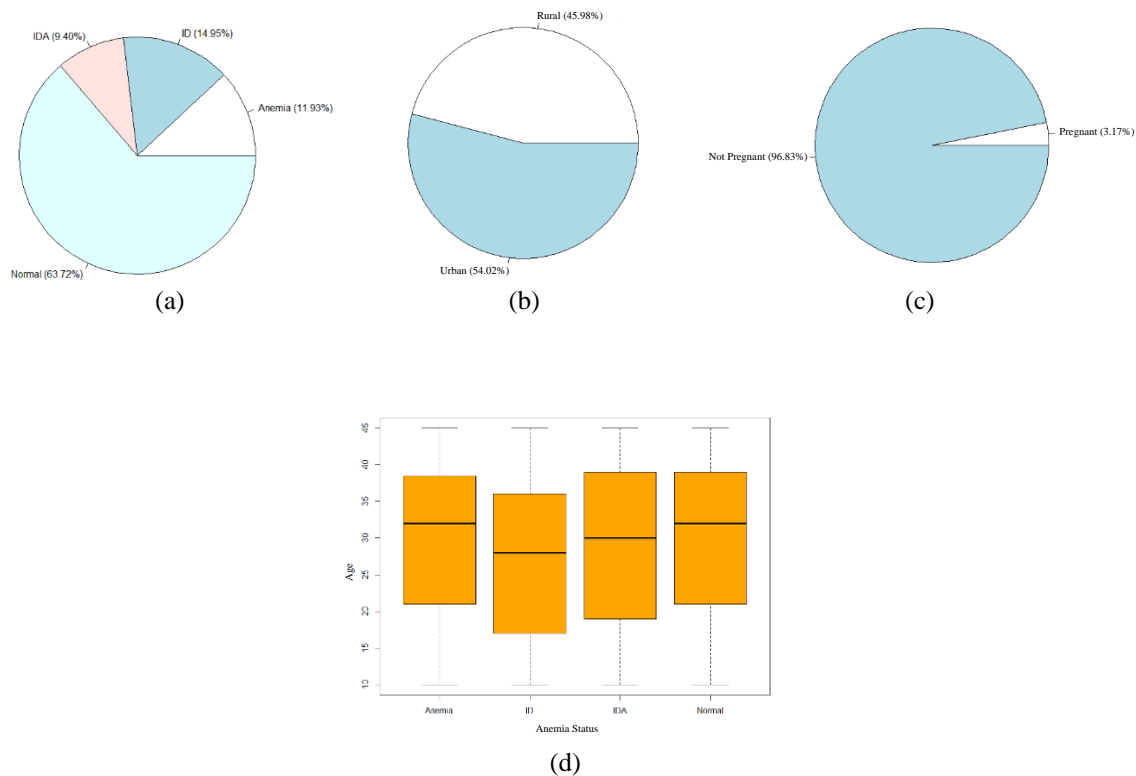 IDA (9.40%)
ID (14.95%)
Anemia (11.93%)
Normal (63.72%)
(a)
Rural (45.98%)
Urban (54.02%)
(b)
Pregnant (3.17%)
Not Pregnant (96.83%)
(c)
Age
45
40
35
30
25
20
15
10
Anemia
ID
IDA
Normal
Anemia Status
(d)